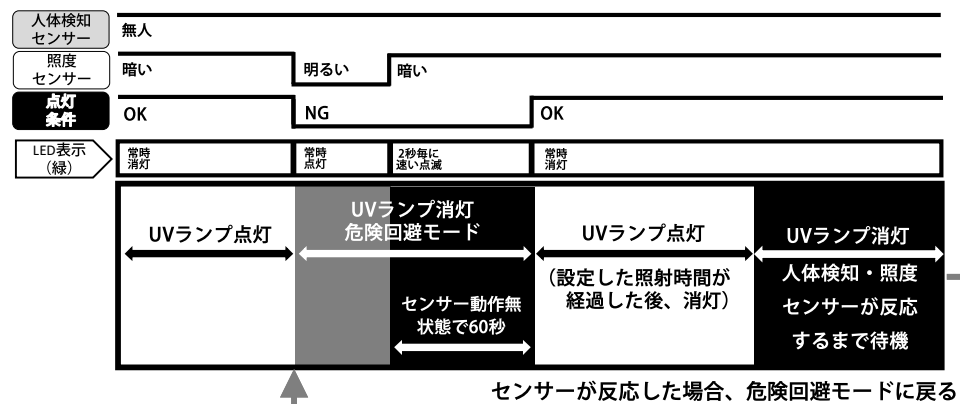 人体検知
センサー
無人
照度
センサー
暗い
明るい
暗い
点灯
条件
OK
NG
OK
LED表示
（緑）
常時
消灯
常時
点灯
2秒毎に
速い点滅
常時
消灯
UVランプ点灯
UVランプ消灯
危険回避モード
センサー動作無
状態で60秒
UVランプ点灯
（設定した照射時間が
経過した後、消灯）
UVランプ消灯
人体検知・照度
センサーが反応
するまで待機
センサーが反応した場合、危険回避モードに戻る